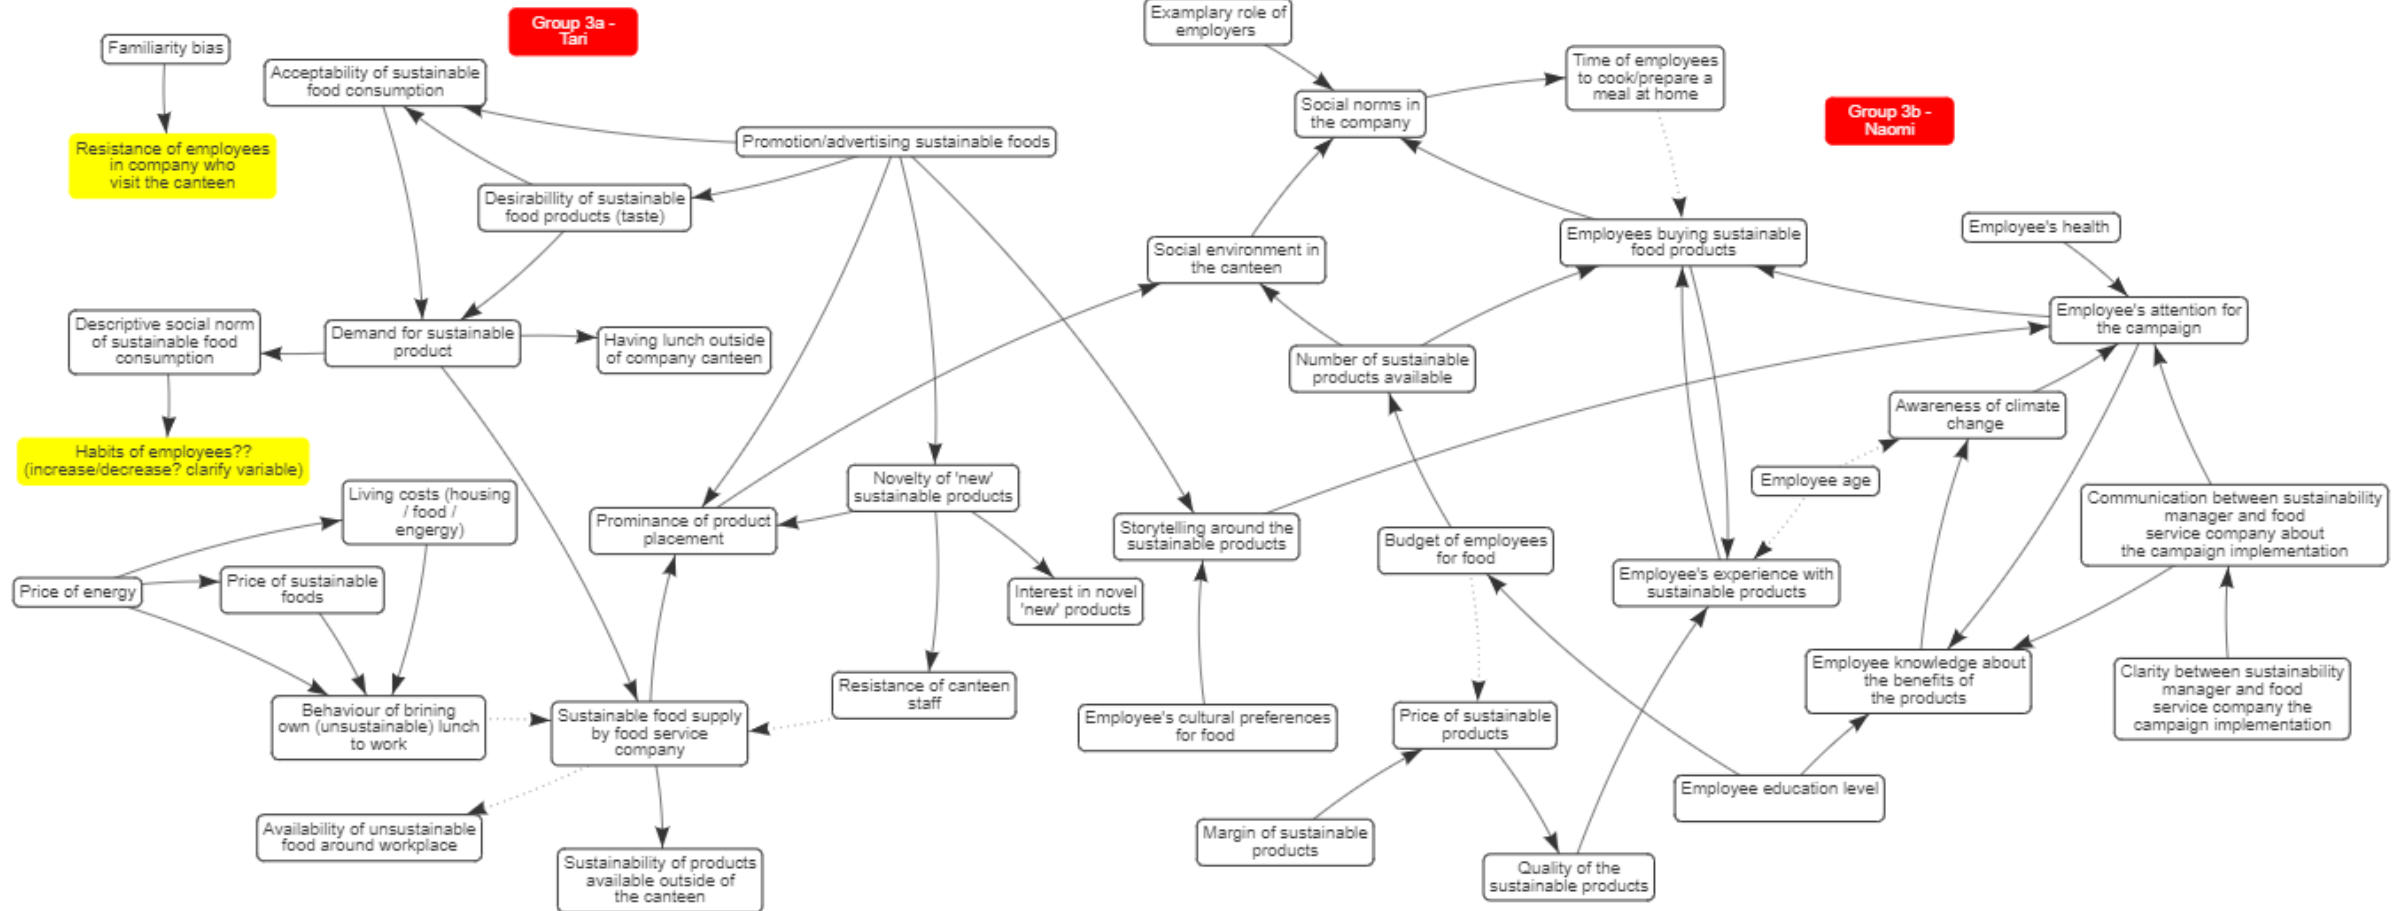 Group 3a -
Tari
Familiarity bias
Acceptability of sustainable
food consumption
Resistance of employees
in company who
visit the canteen
Promotion/advertising sustainable foods
Desirabillity of sustainable
food products (taste)
Descriptive social norm
of sustainable food
consumption
Demand for sustainable
product
Having lunch outside
of company canteen
Habits of employees??
(increase/decrease? clarify variable)
Living costs (housing
/ food /
engergy)
Novelty of 'new'
sustainable products
Prominance of product
placement
Price of energy
Price of sustainable
foods
Interest in novel
'new' products
Resistance of canteen
staff
Behaviour of brining
own (unsustainable) lunch
to work
Sustainable food supply
by food service
company
Availability of unsustainable
food around workplace
Sustainability of products
available outside of
the canteen
Examplary role of
employers
Time of employees
to cook/prepare a
meal at home
Group 3b -
Naomi
Social norms in
the company
Social environment in
the canteen
Employees buying sustainable
food products
Employee's health
Employee's attention for
the campaign
Number of sustainable
products available
Awareness of climate
change
Employee age
Communication between sustainability
manager and food
service company about
the campaign implementation
Storytelling around the
sustainable products
Budget of employees
for food
Employee's experience with
sustainable products
Employee knowledge about
the benefits of
the products
Clarity between sustainability
manager and food
service company the
campaign implementation
Employee's cultural preferences
for food
Price of sustainable
products
Employee education level
Margin of sustainable
products
Quality of the
sustainable products